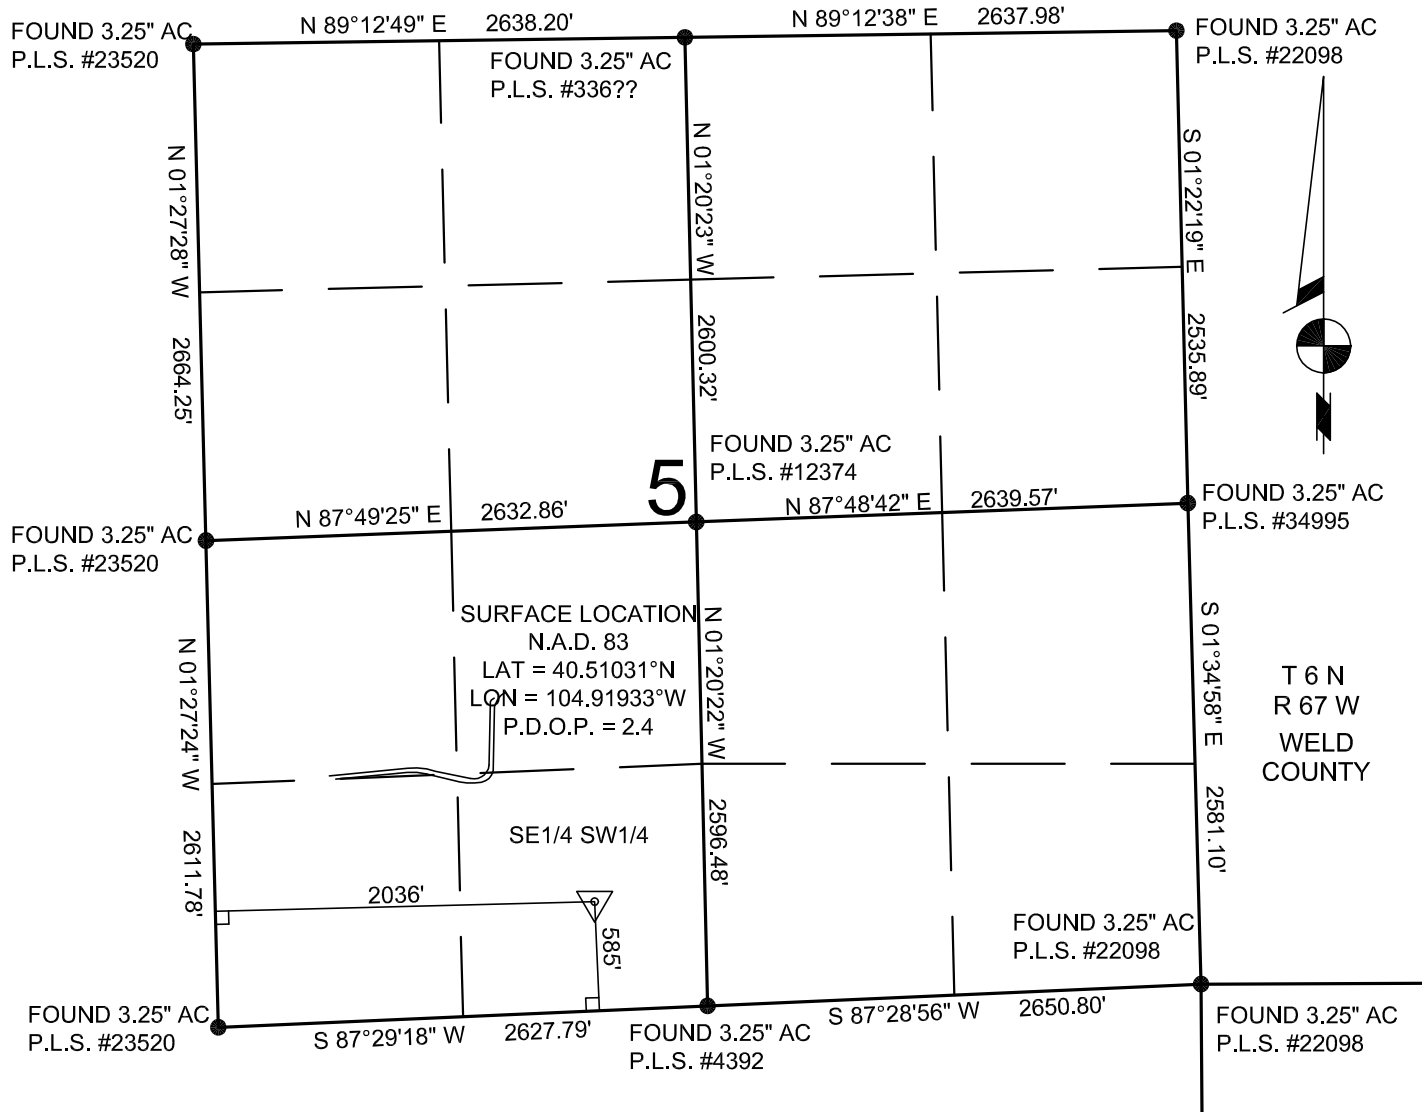 FOUND 3.25" AC
P.L.S. #23520
N 89°12'49" E 2638.20'
FOUND 3.25" AC
P.L.S. #336??
N 89°12'38" E 2637.98'
FOUND 3.25" AC
P.L.S. #22098
N 01°27'28" W 2664.25'
N 01°20'23" W 2600.32'
S 01°22'19" E 2535.89'
FOUND 3.25" AC
P.L.S. #12374
5
N 87°49'25" E 2632.86'
N 87°48'42" E 2639.57'
FOUND 3.25" AC
P.L.S. #34995
FOUND 3.25" AC
P.L.S. #23520
SURFACE LOCATION
N.A.D. 83
LAT = 40.51031°N
LON = 104.91933°W
P.D.O.P. = 2.4
N 01°27'24" W 2611.78'
N 01°20'22" W 2596.48'
S 01°34'58" E 2581.10'
T 6 N
R 67 W
WELD
COUNTY
SE1/4 SW1/4
2036'
585'
FOUND 3.25" AC
P.L.S. #22098
FOUND 3.25" AC
P.L.S. #23520
S 87°29'18" W 2627.79'
FOUND 3.25" AC
P.L.S. #4392
S 87°28'56" W 2650.80'
FOUND 3.25" AC
P.L.S. #22098